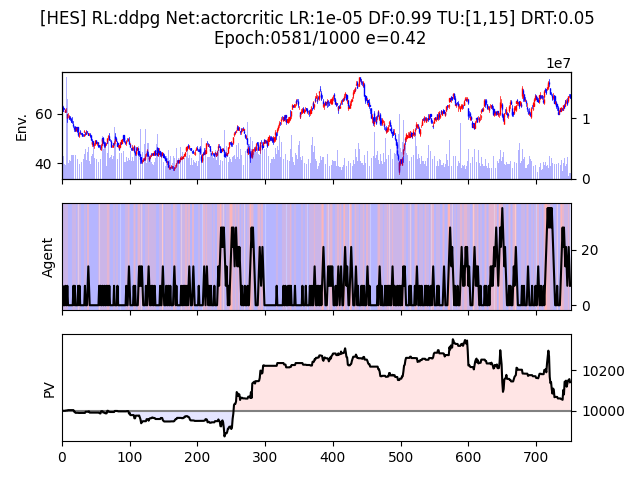 [HES] RL:ddpg Net:actorcritic LR:1e-05 DF:0.99 TU:[1,15] DRT:0.05
Epoch:0581/1000 e=0.42
1e7
Env.
60
40
1
0
Agent
20
0
PV
10200
10000
0 100 200 300 400 500 600 700